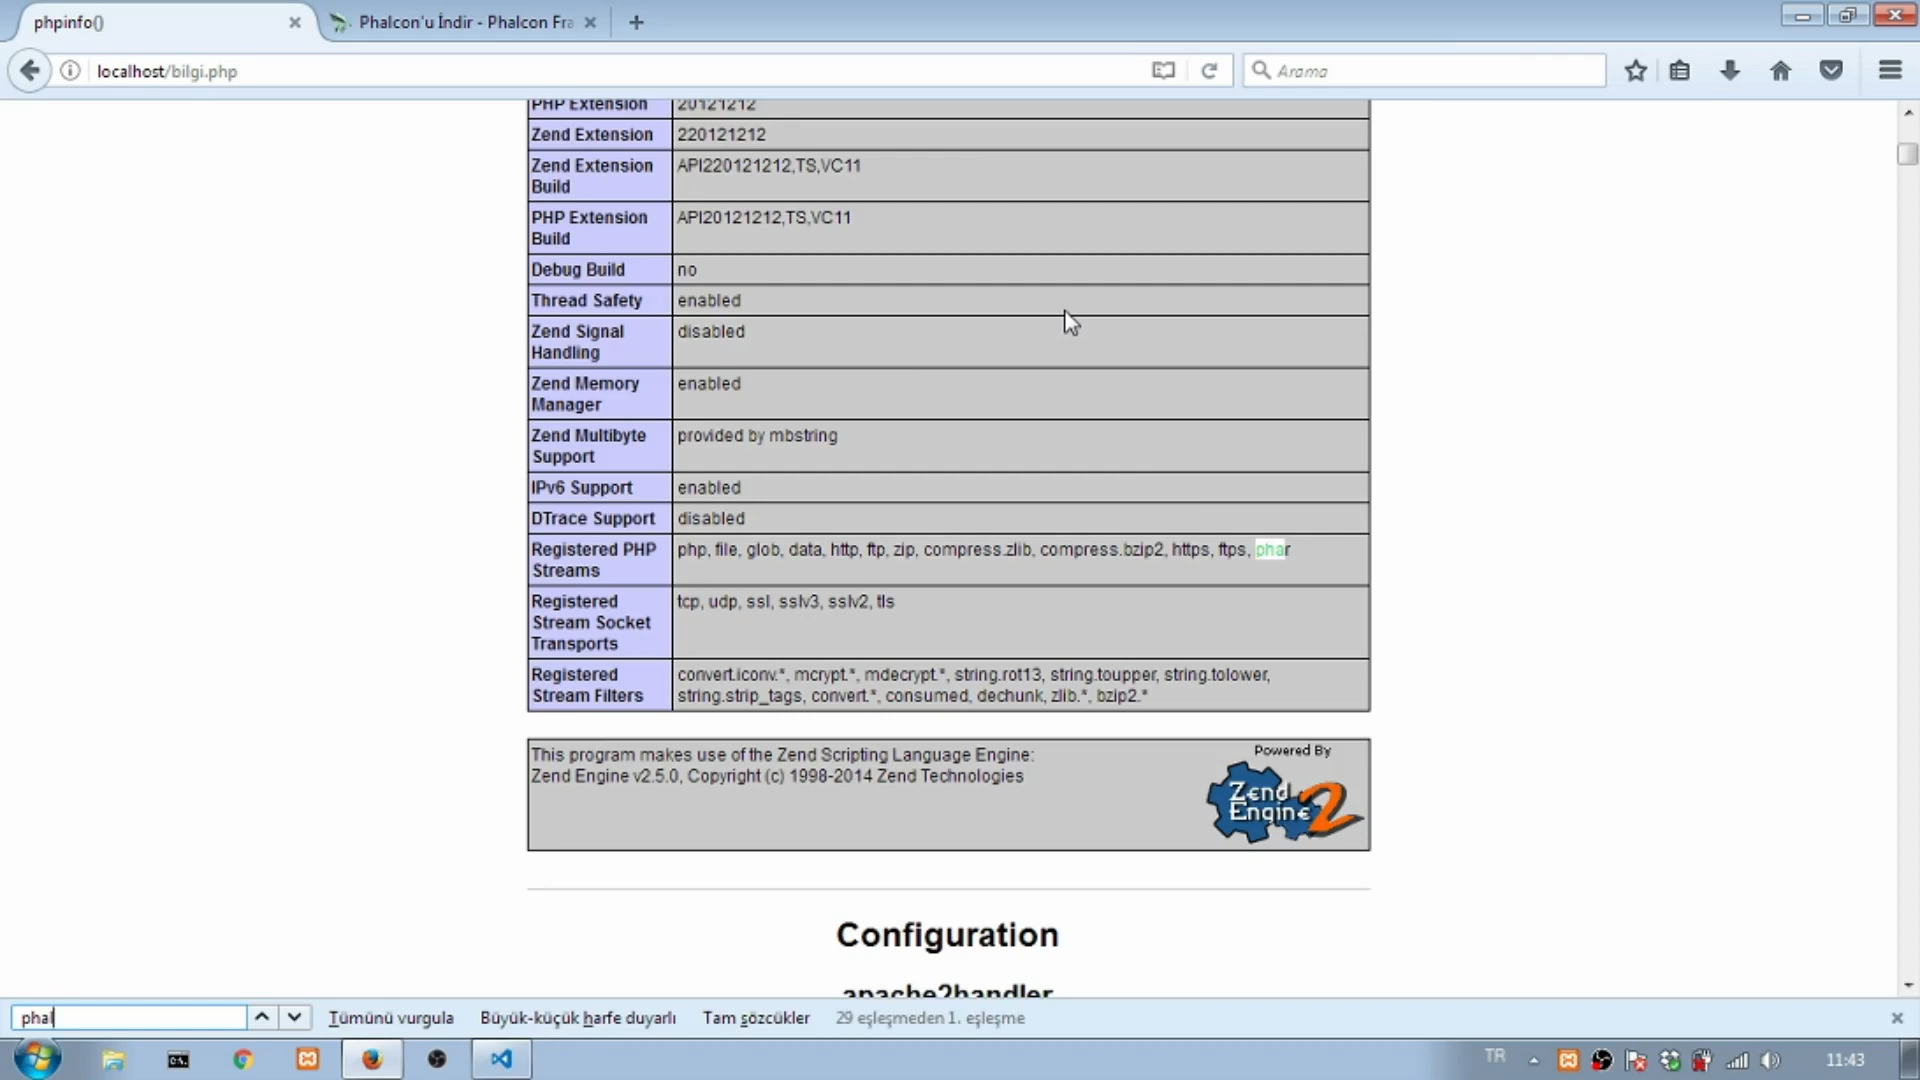 phpinfo()
Phalcon'u İndir - Phalcon Fra
localhost/bilgi.php
Arama
PHP Extension 20121212
Zend Extension 220121212
Zend Extension API220121212,TS,VC11
Build
PHP Extension API20121212,TS,VC11
Build
Debug Build no
Thread Safety enabled
Zend Signal disabled
Handling
Zend Memory enabled
Manager
Zend Multibyte provided by mbstring
Support
IPv6 Support enabled
DTrace Support disabled
Registered PHP php, file, glob, data, http, ftp, zip, compress.zlib, compress.bzip2, https, ftps, phar
Streams
Registered tcp, udp, ssl, sslv3, sslv2, tls
Stream Socket
Transports
Registered convert.iconv.*, mcrypt.*, mdecrypt.*, string.rot13, string.toupper, string.tolower,
Stream Filters string.strip_tags, convert.*, consumed, dechunk, zlib.*, bzip2.*
This program makes use of the Zend Scripting Language Engine:
Zend Engine v2.5.0, Copyright (c) 1998-2014 Zend Technologies
Powered By
Zend
Engine 2
Configuration
apache2handler
phal
Tümünü vurgula Büyük-küçük harfe duyarlı Tam sözcükler 29 eşleşmeden 1. eşleşme
TR 11:43